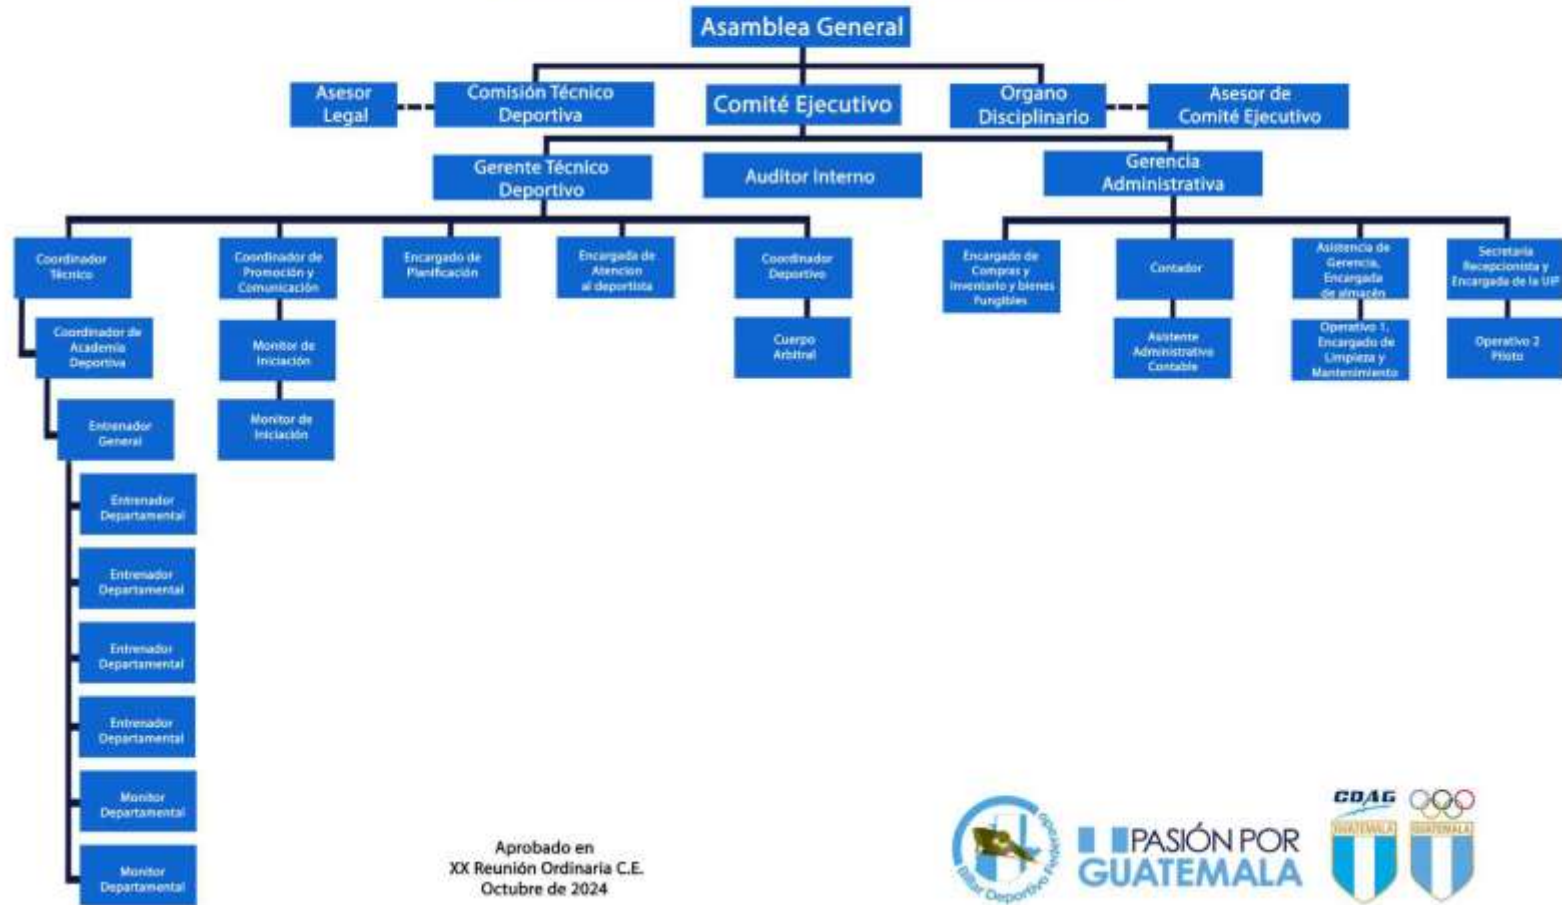 Asamblea General
Asesor
Legal
Comisión Técnico
Deportiva
Comité Ejecutivo
Organo
Disciplinario
Asesor de
Comité Ejecutivo
Gerente Técnico
Deportivo
Auditor Interno
Gerencia
Administrativa
Coordinador
Técnico
Coordinador de
Promoción y
Comunicación
Encargado de
Planificación
Encargada de
Atencion
al deportista
Coordinador
Deportivo
Encargado de
Compras y
Inventario y bienes
Fungibles
Contador
Asistencia de
Gerencia,
Encargada
de almacén
Secretaria
Recepcionista y
Encargada de la UIP
Coordinador de
Academia
Deportiva
Monitor de
Iniciación
Cuerpo
Arbitral
Asistente
Administrativo
Contable
Operativo 1.
Encargado de
Limpieza y
Mantenimiento
Operativo 2
Piloto
Entrenador
General
Monitor de
Iniciación
Entrenador
Departamental
Entrenador
Departamental
Entrenador
Departamental
Entrenador
Departamental
Monitor
Departamental
Monitor
Departamental
Aprobado en
XX Reunión Ordinaria C.E.
Octubre de 2024
Billar Deportivo Federado
PASIÓN POR
GUATEMALA
CDAG
GUATEMALA
GUATEMALA